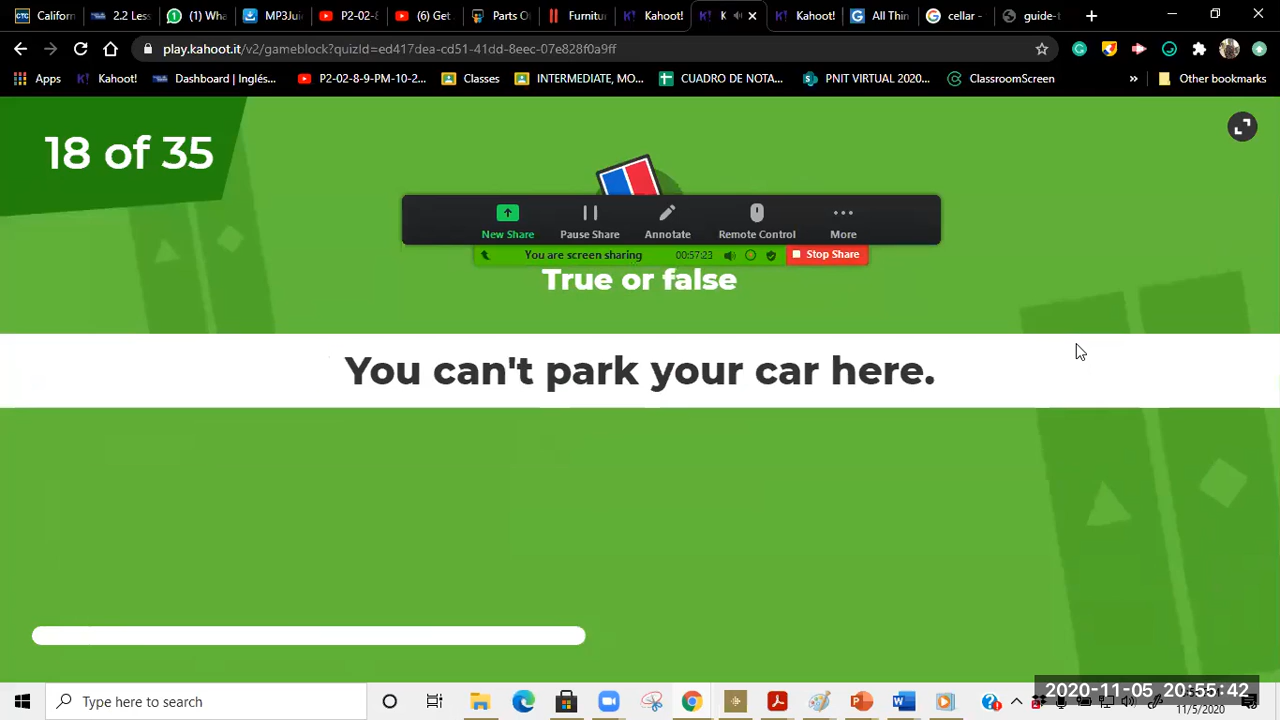 Californ
2.2 Less
(1) Wha
MP3Juic
P2-02-8
(6) Get
Parts O
Furnitu
Kahoot!
K
Kahoot!
All Thin
cellar -
guide-t
play.kahoot.it/v2/gameblock?quizId=ed417dea-cd51-41dd-8eec-07e828f0a9ff
Apps
Kahoot!
Dashboard | Inglés...
P2-02-8-9-PM-10-2...
Classes
INTERMEDIATE, MO...
CUADRO DE NOTA...
PNIT VIRTUAL 2020...
ClassroomScreen
»
Other bookmarks
18 of 35
New Share
Pause Share
Annotate
Remote Control
More
You are screen sharing
00:57:23
Stop Share
True or false
You can't park your car here.
Type here to search
2020-11-05 20:55:42
11/5/2020